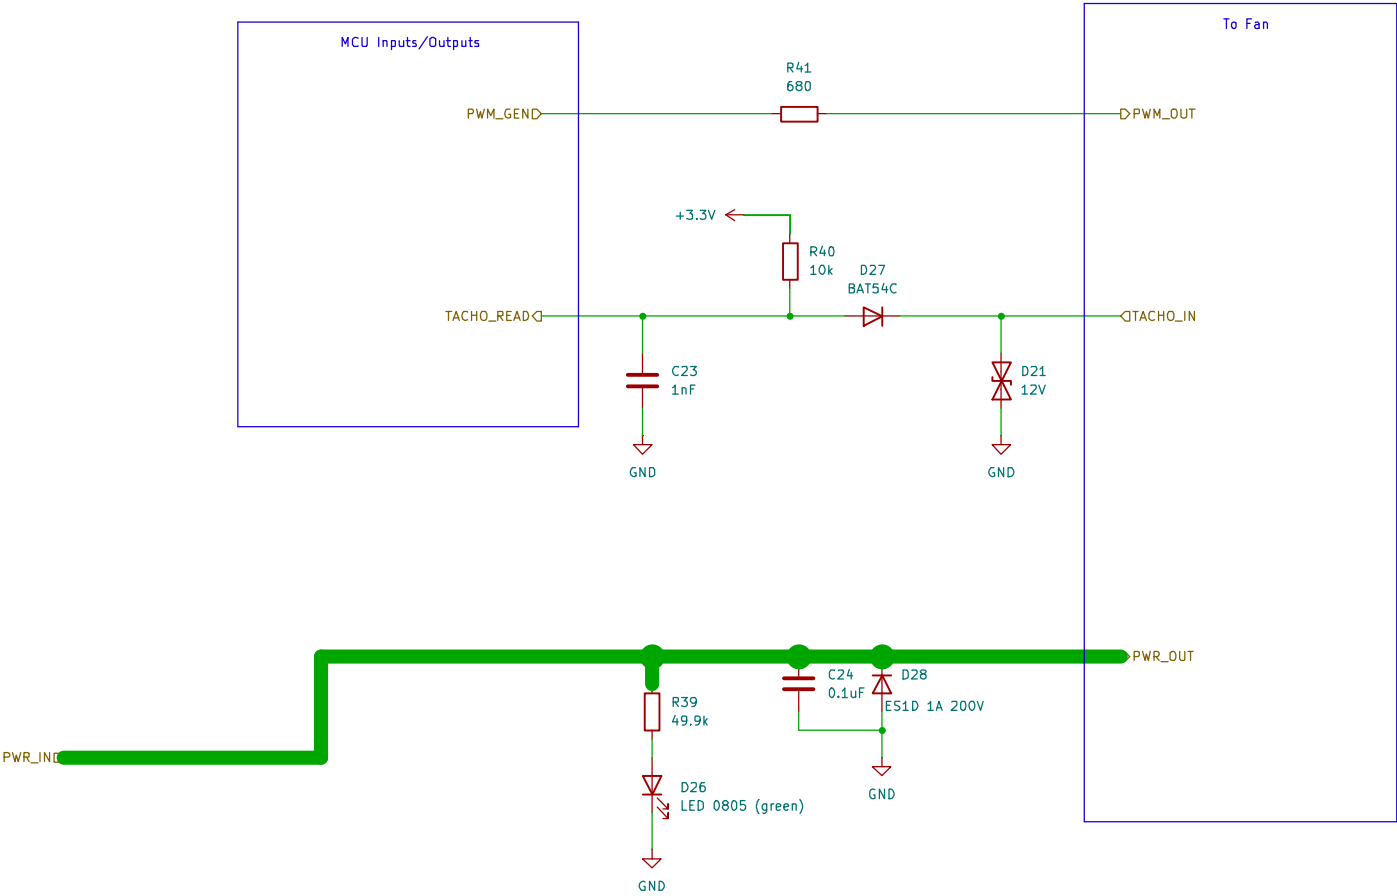 To Fan
MCU Inputs/Outputs
R41
680
PWM_GEN
PWM_OUT
+3.3V
R40
10k
D27
BAT54C
TACHO_READ
TACHO_IN
C23
1nF
D21
12V
GND
GND
PWR_OUT
C24
0.1uF
D28
ES1D 1A 200V
R39
49.9k
PWR_IN
D26
LED 0805 (green)
GND
GND